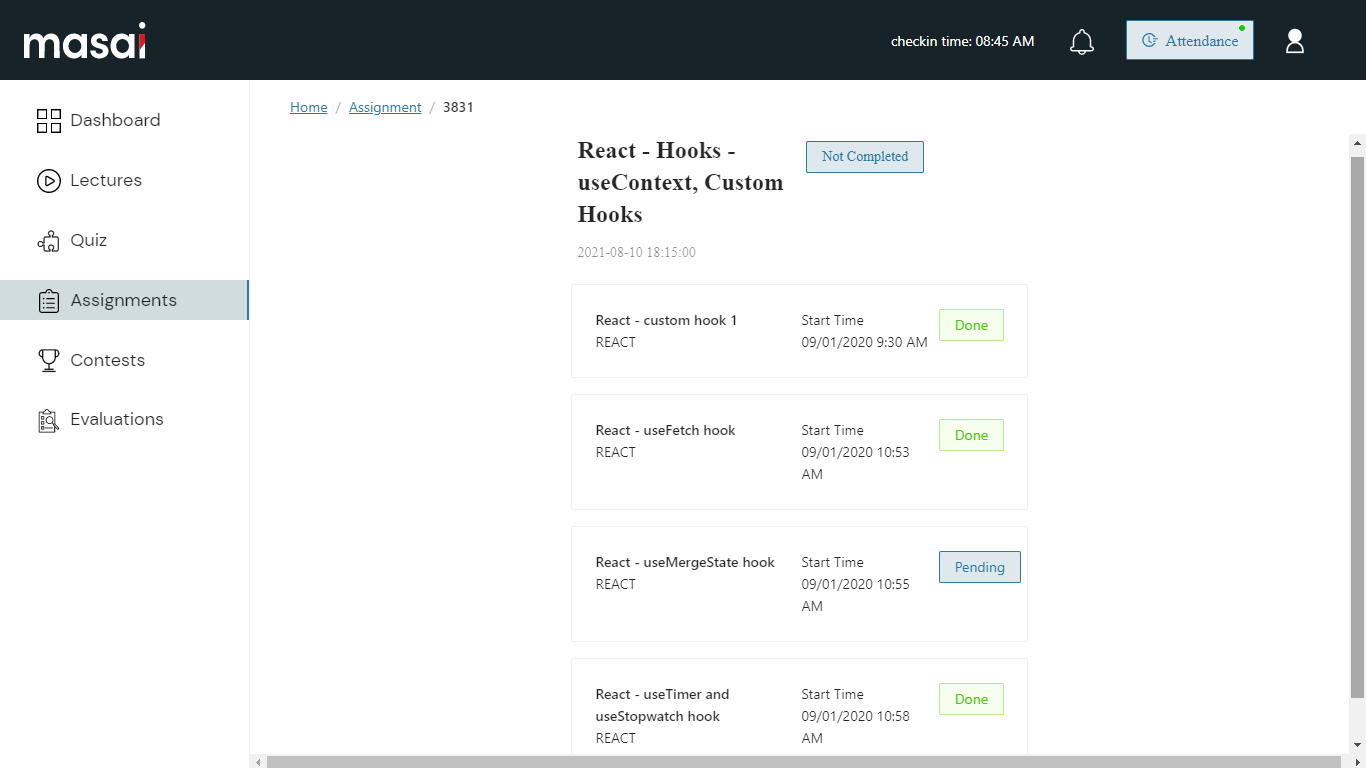 masai
checkin time: 08:45 AM
Attendance
Dashboard
Lectures
Quiz
Assignments
Contests
Evaluations
Home / Assignment / 3831
React - Hooks -
useContext, Custom
Hooks
Not Completed
2021-08-10 18:15:00
React - custom hook 1
REACT
Start Time
09/01/2020 9:30 AM
Done
React - useFetch hook
REACT
Start Time
09/01/2020 10:53
AM
Done
React - useMergeState hook
REACT
Start Time
09/01/2020 10:55
AM
Pending
React - useTimer and
useStopwatch hook
REACT
Start Time
09/01/2020 10:58
AM
Done